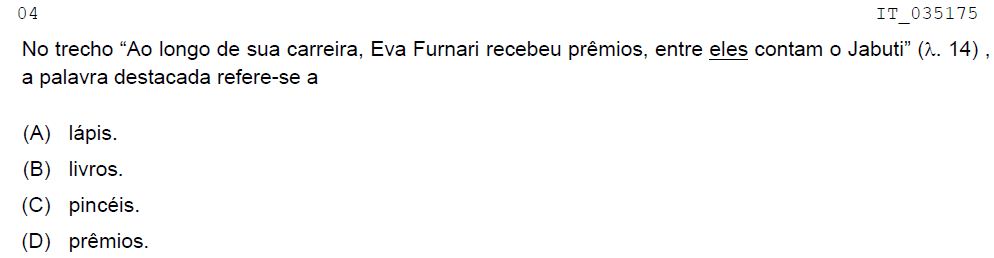 04 IT_035175
No trecho “Ao longo de sua carreira, Eva Furnari recebeu prêmios, entre eles contam o Jabuti” (λ. 14) ,
a palavra destacada refere-se a
(A) lápis.
(B) livros.
(C) pincéis.
(D) prêmios.